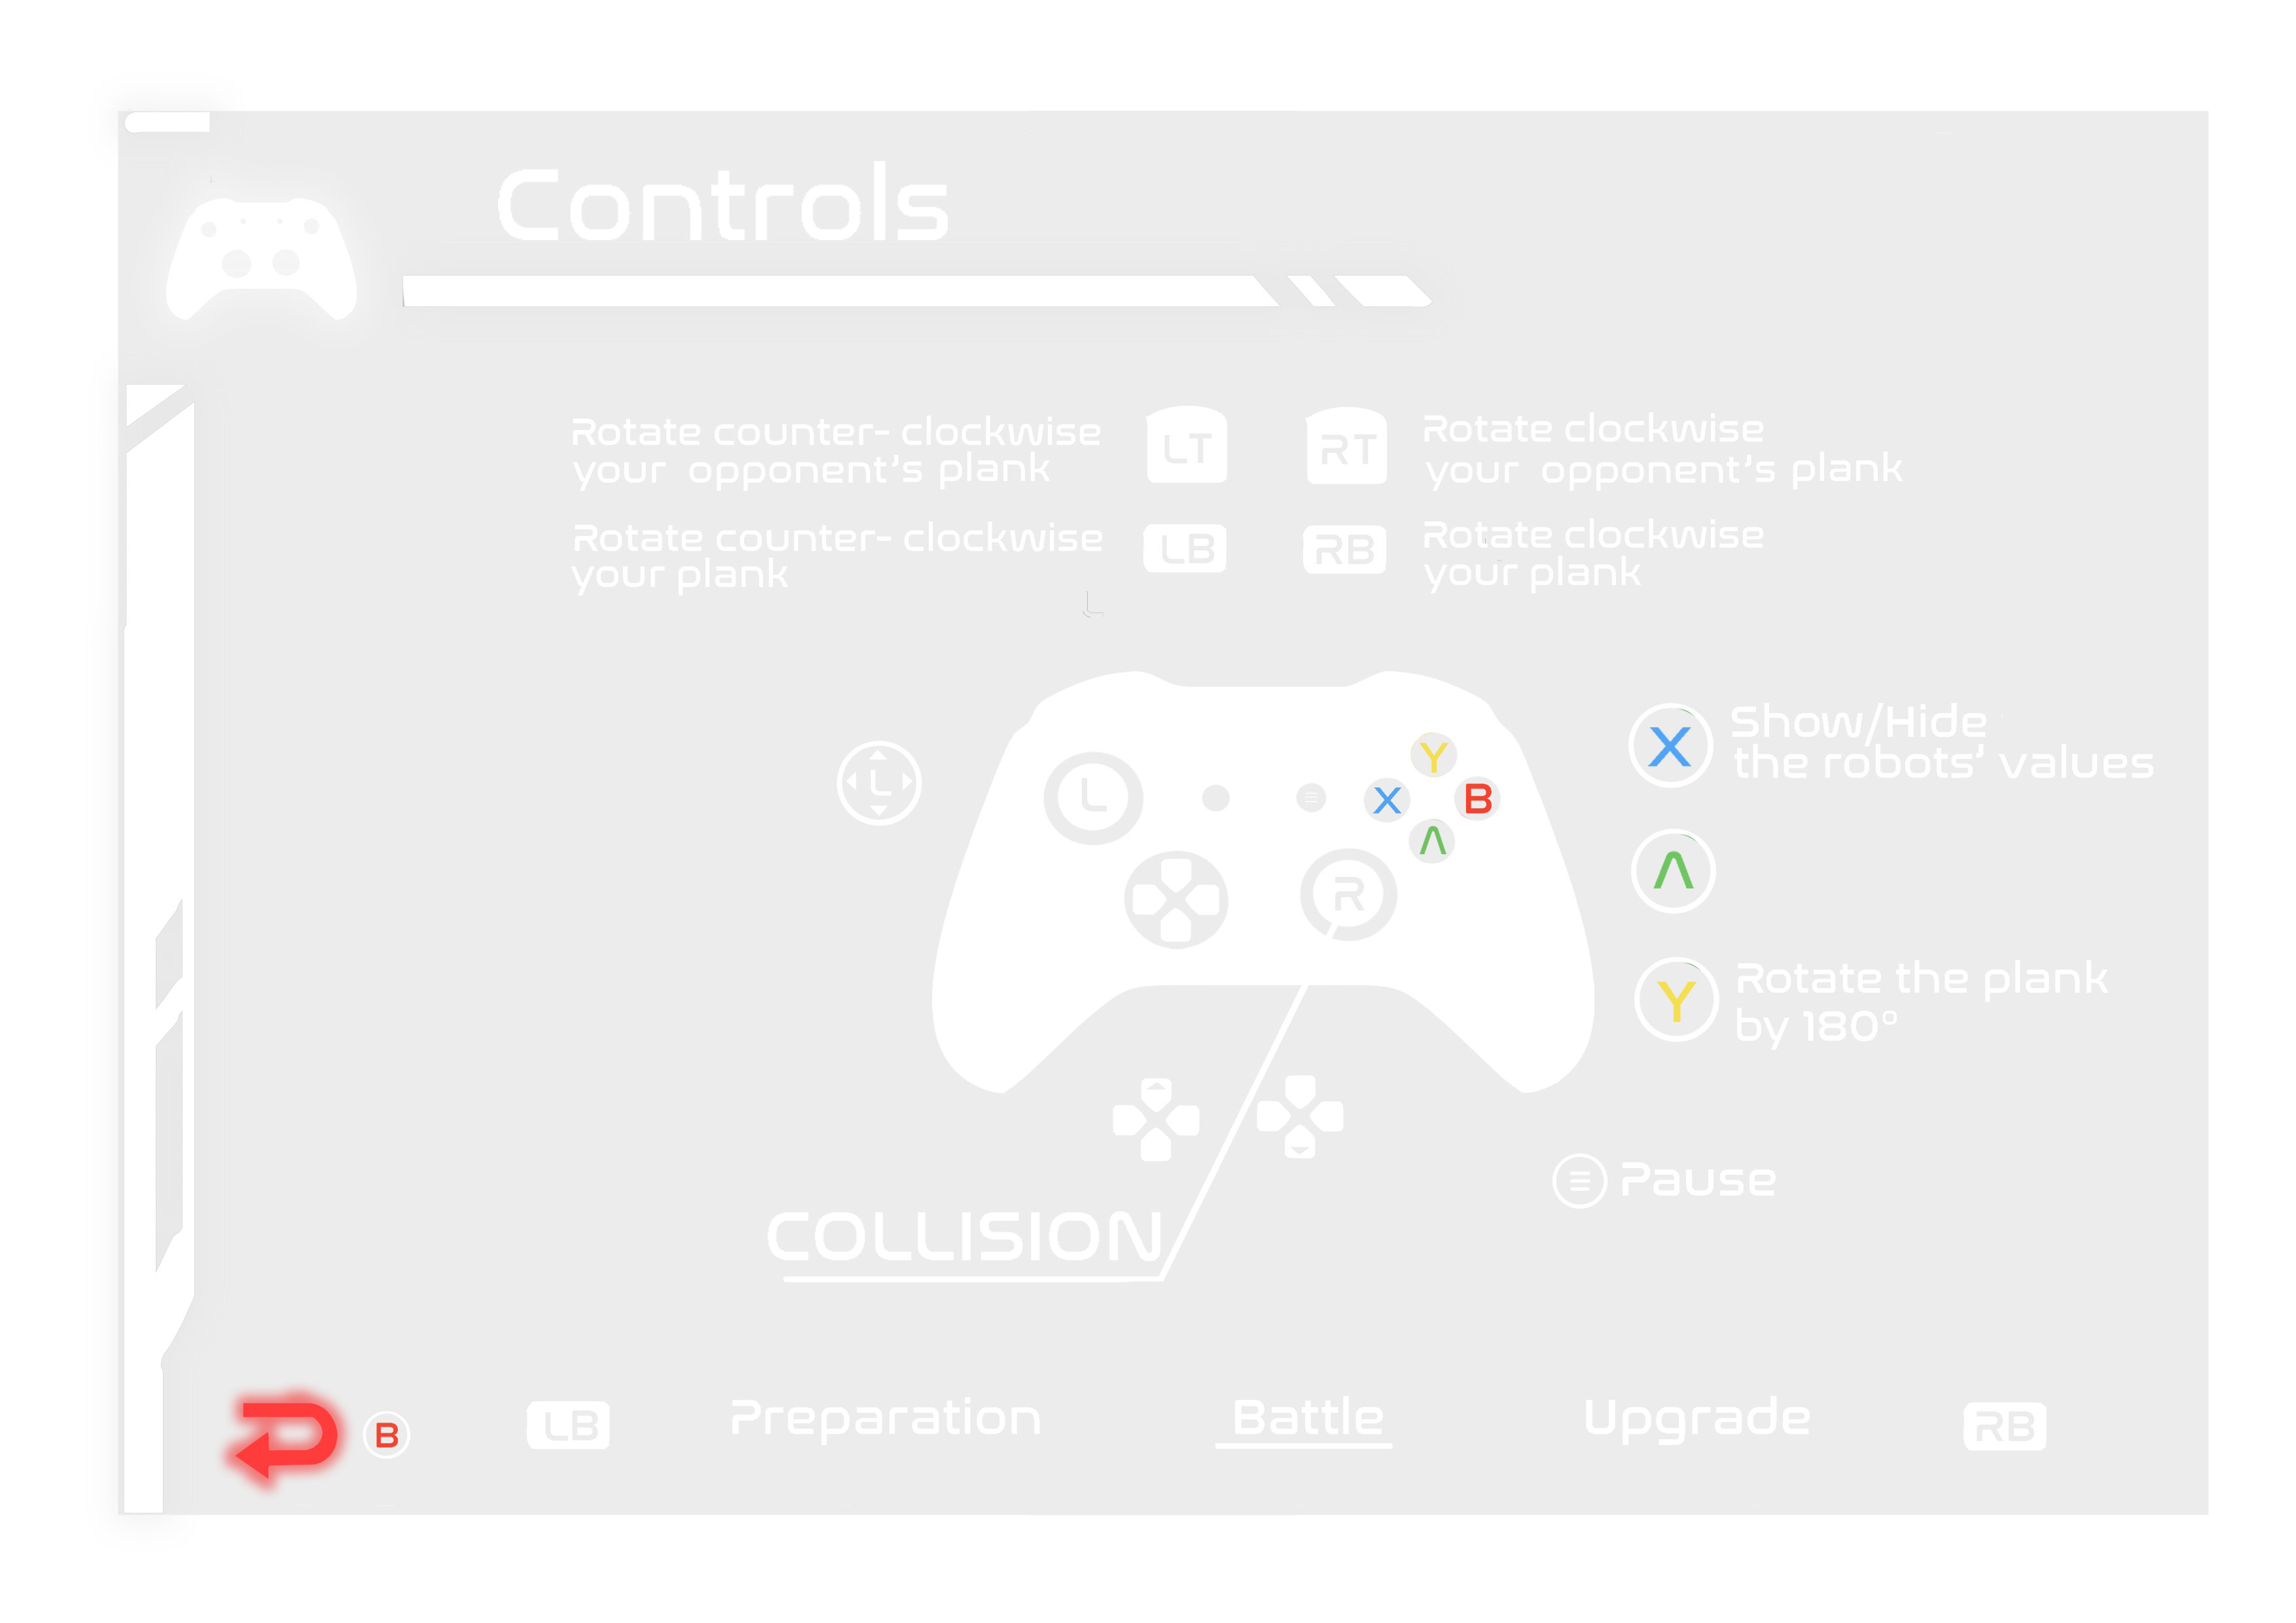 Controls
Rotate counter- clockwise
your opponent's plank
LT
RT
Rotate clockwise
your opponent's plank
Rotate counter- clockwise
your plank
LB
RB
Rotate clockwise
your plank
L
L
Y
X
B
A
R
X
Show/Hide
the robots' values
A
Y
Rotate the plank
by 180°
Pause
COLLISION
B
LB
Preparation
Battle
Upgrade
RB